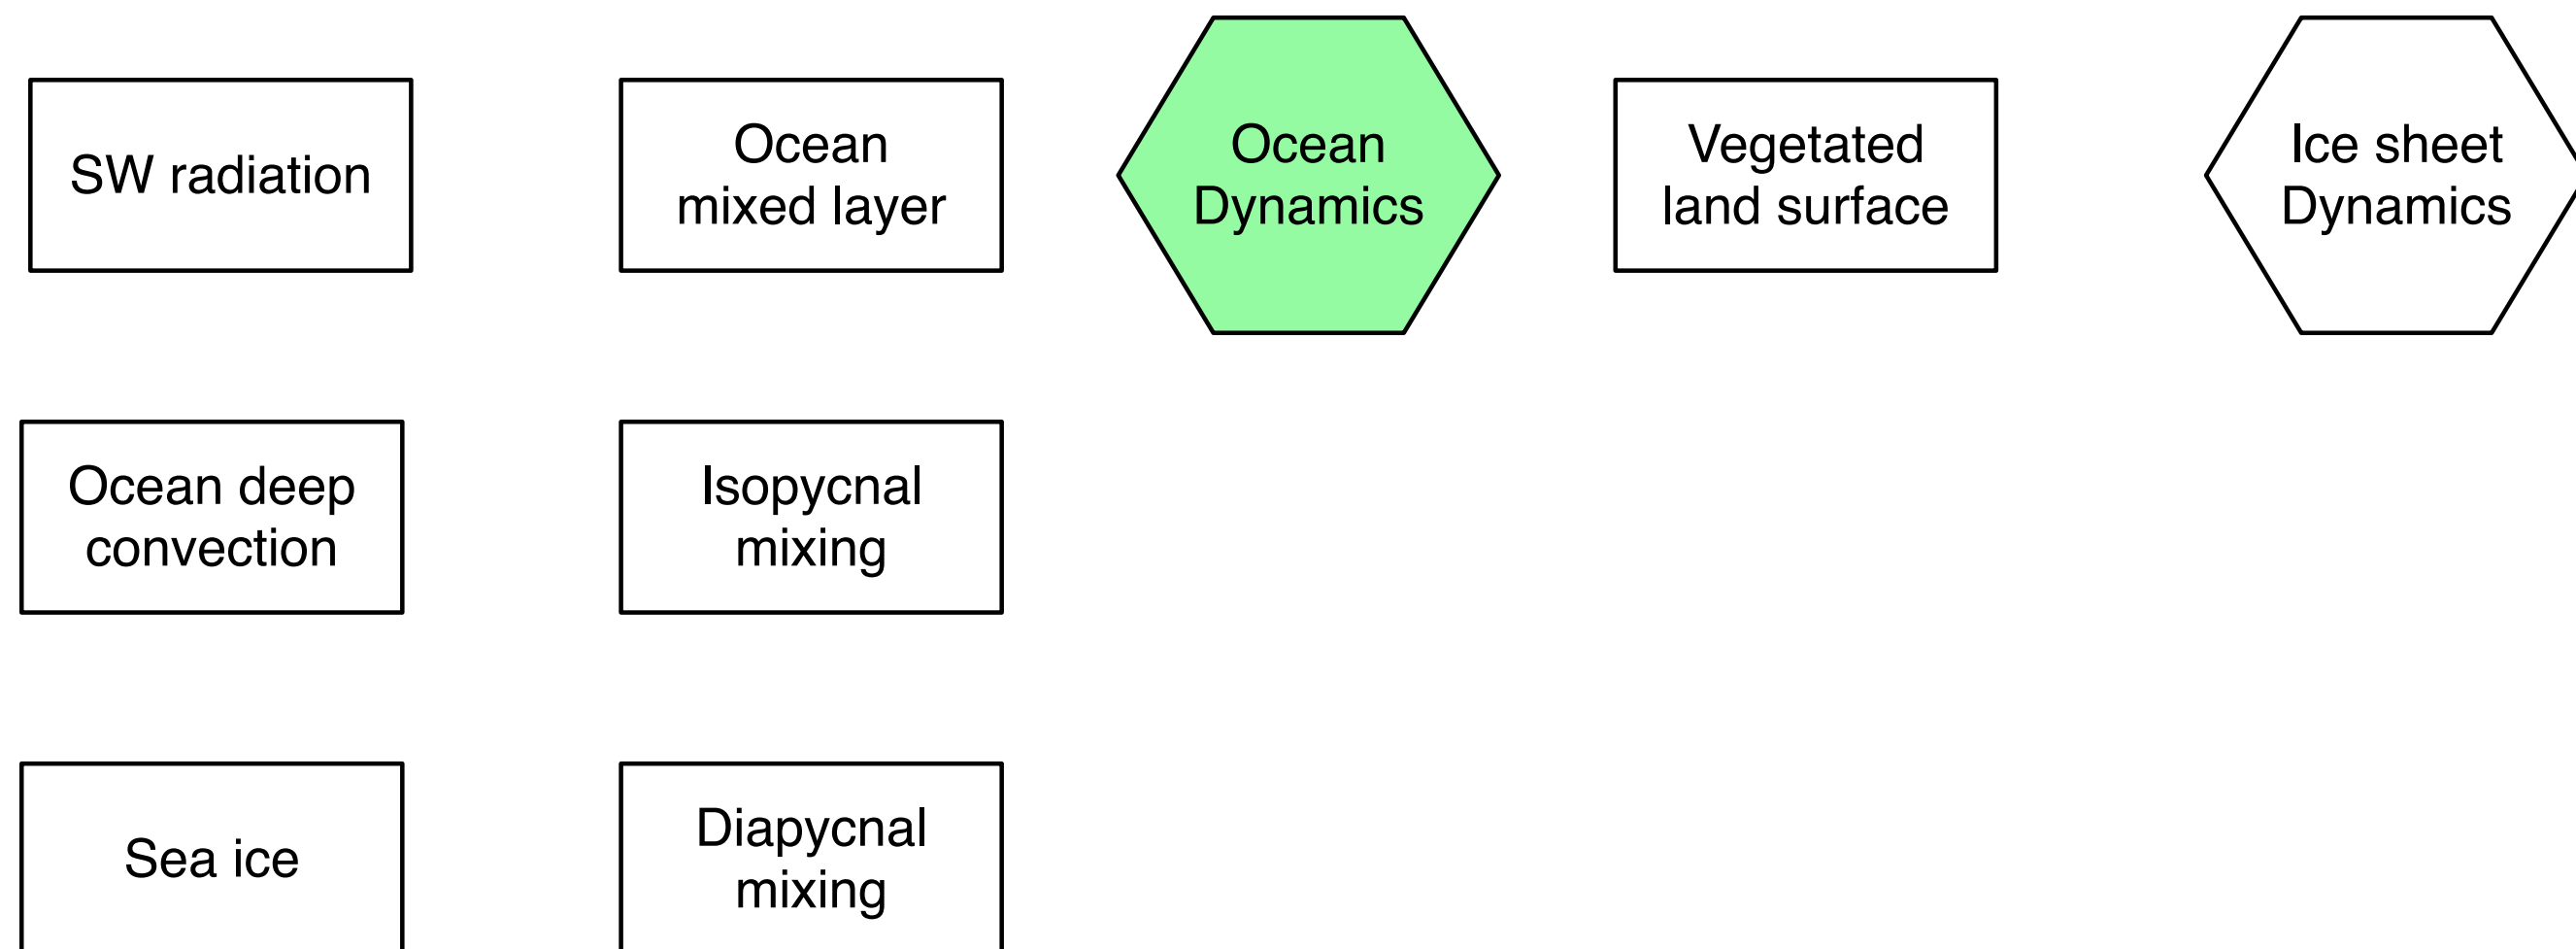 SW radiation
Ocean
mixed layer
Ocean
Dynamics
Vegetated
land surface
Ice sheet
Dynamics
Ocean deep
convection
Isopycnal
mixing
Sea ice
Diapycnal
mixing